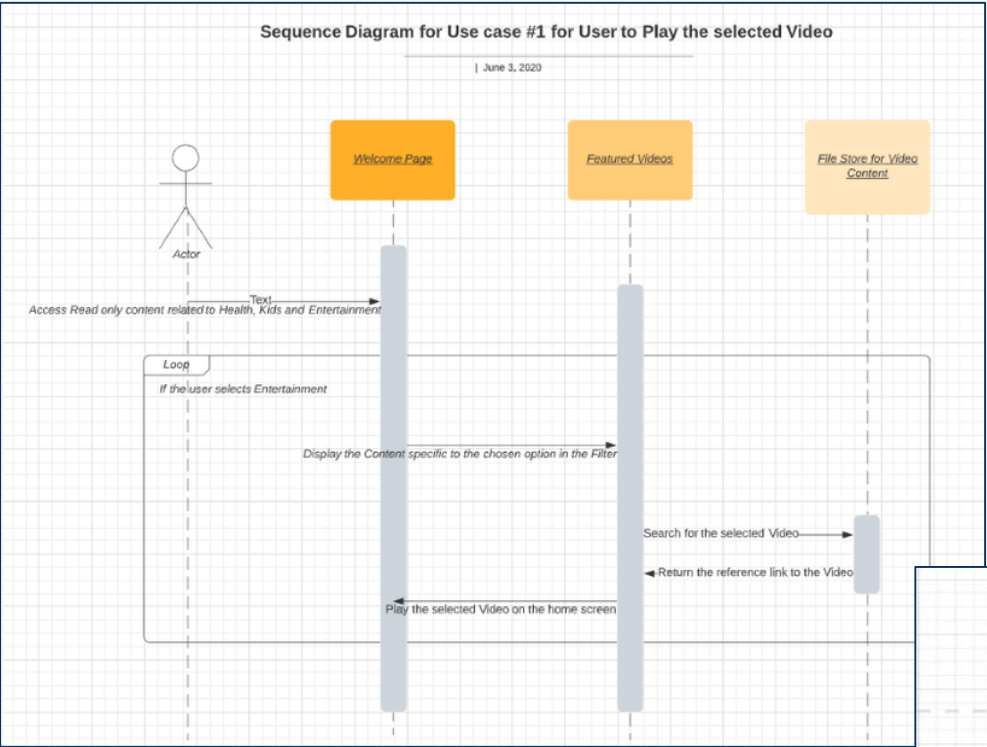 Sequence Diagram for Use case #1 for User to Play the selected Video
| June 3, 2020
Welcome Page
Featured Videos
File Store for Video
Content
Actor
Text
Access Read only content related to Health, Kids and Entertainment
Loop
If the user selects Entertainment
Display the Content specific to the chosen option in the Filter
Search for the selected Video
Return the reference link to the Video
Play the selected Video on the home screen